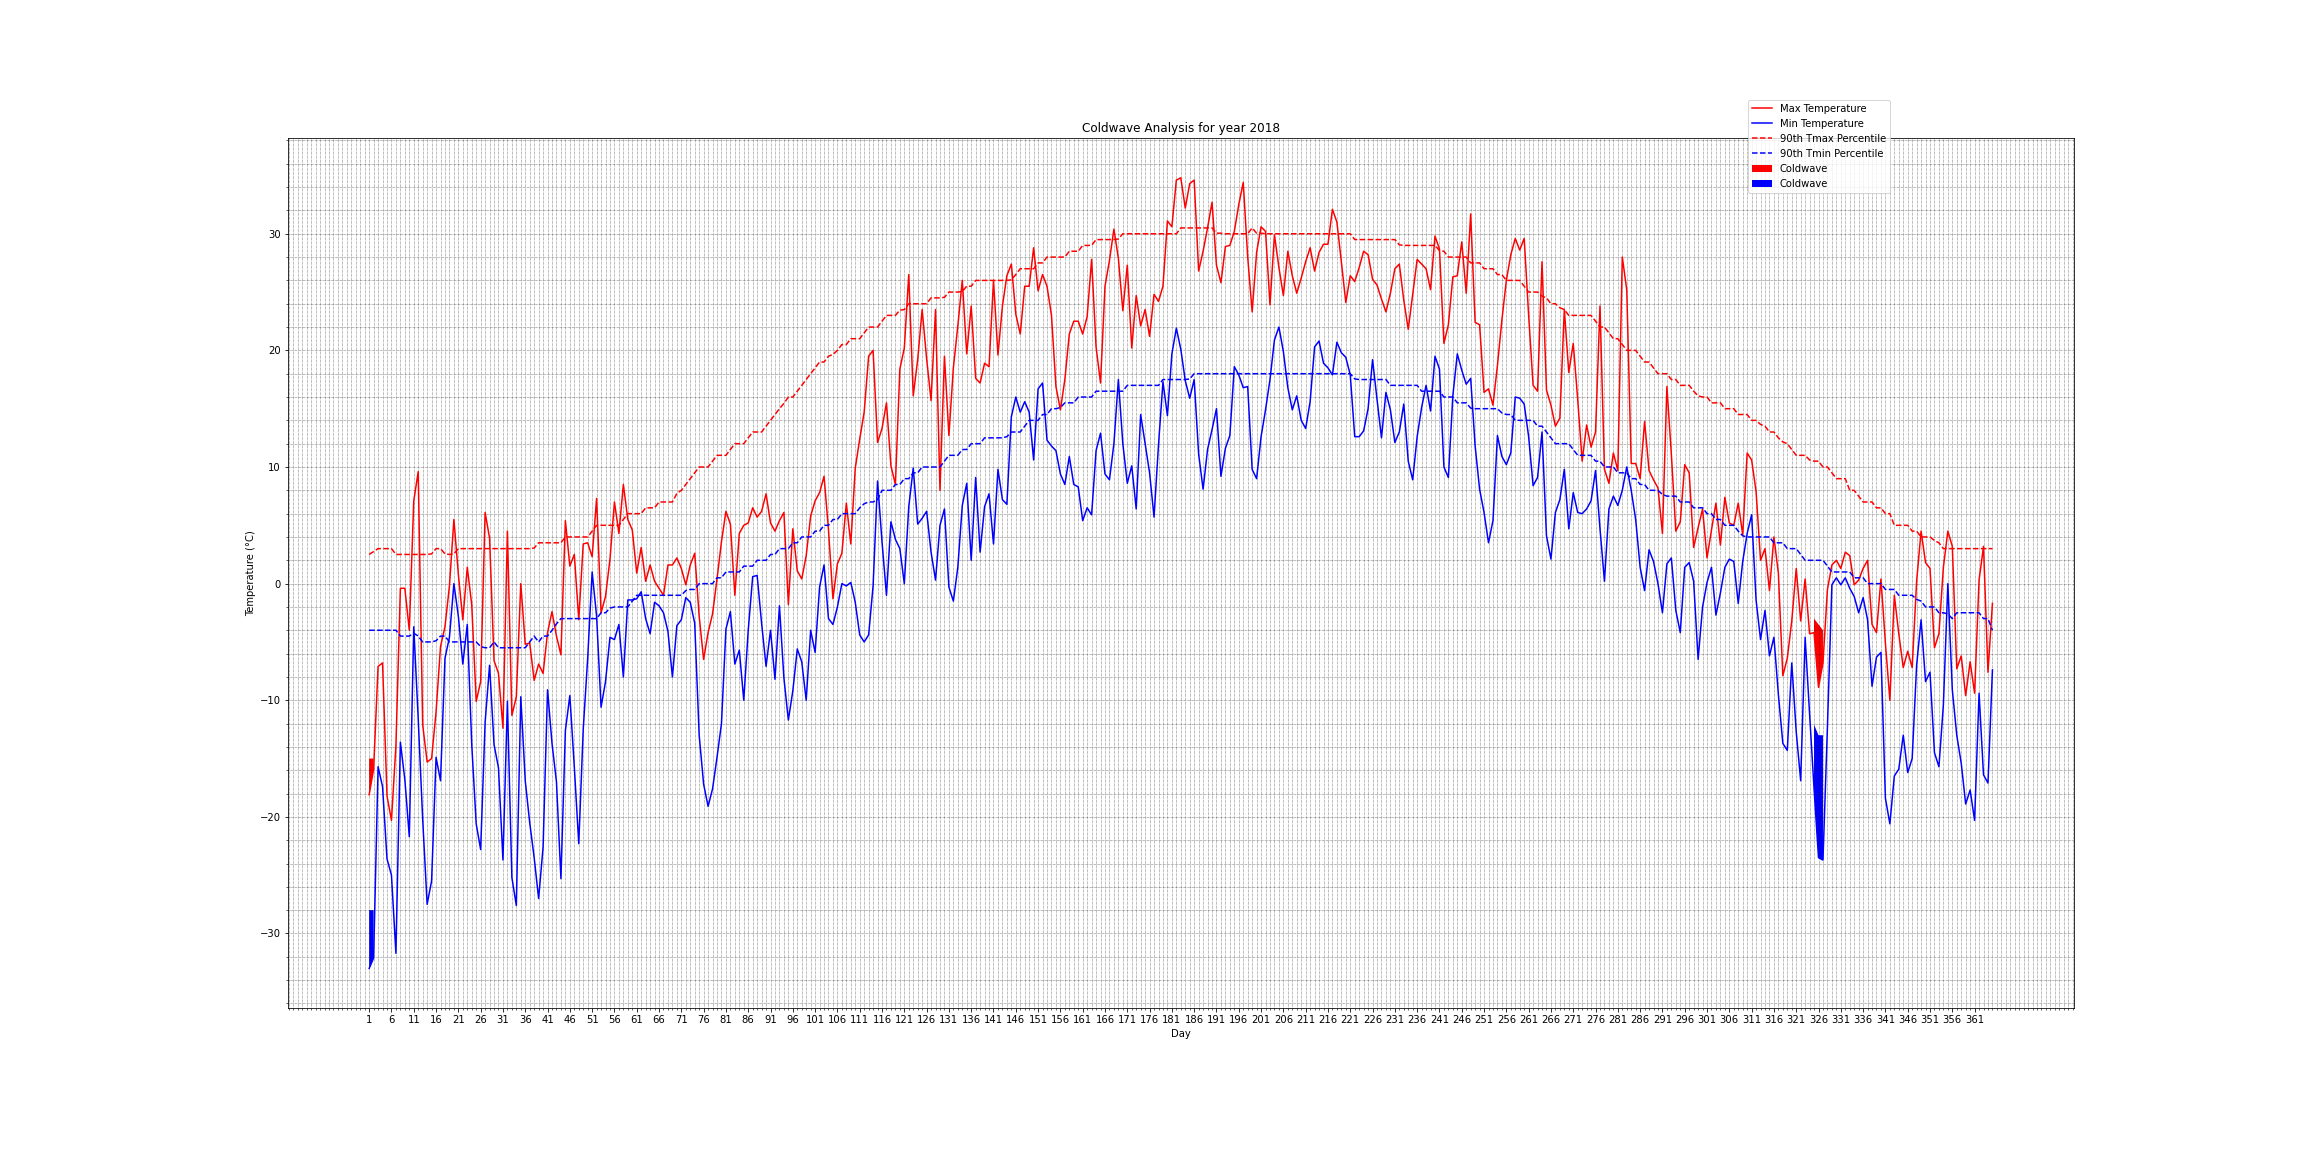 Coldwave Analysis for year 2018
Max Temperature
Min Temperature
90th Tmax Percentile
90th Tmin Percentile
Coldwave
Coldwave
Temperature (°C)
30
20
10
0
−10
−20
−30
1 6 11 16 21 26 31 36 41 46 51 56 61 66 71 76 81 86 91 96 101 106 111 116 121 126 131 136 141 146 151 156 161 166 171 176 181 186 191 196 201 206 211 216 221 226 231 236 241 246 251 256 261 266 271 276 281 286 291 296 301 306 311 316 321 326 331 336 341 346 351 356 361
Day